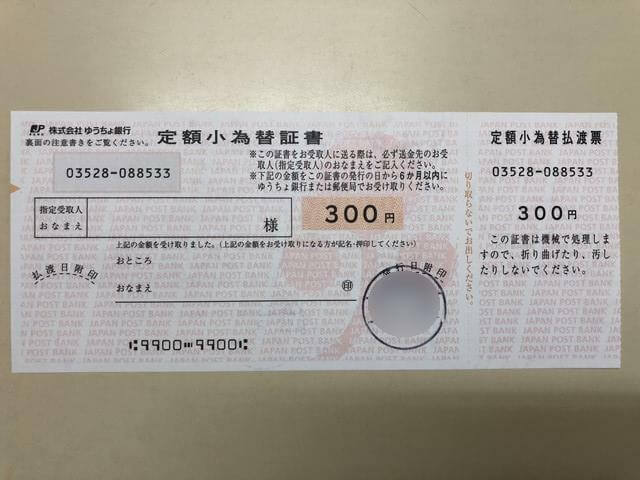 JP 株式会社 ゆうちょ銀行
裏面の注意書きをご覧ください。
定額小為替証書
※この証書をお受取人に送る際は、必ず送金先のお受
取人(指定受取人)のおなまえをご記入ください。
※下記の金額をこの証書の発行の日から6か月以内に
ゆうちょ銀行または郵便局でお受け取りください。
03528-088533
指定受取人
おなまえ
様
300円
上記の金額を受け取りました。(上記の金額をお受け取りになる方が記名・押印してください)
おところ
おなまえ
印
払渡日附印
発行日附印
9900 9900
切り取らないでお出しください。
定額小為替払渡票
03528-088533
300円
この証書は機械で処理しま
すので、折り曲げたり、汚し
たりしないでください。
JAPAN POST BANK